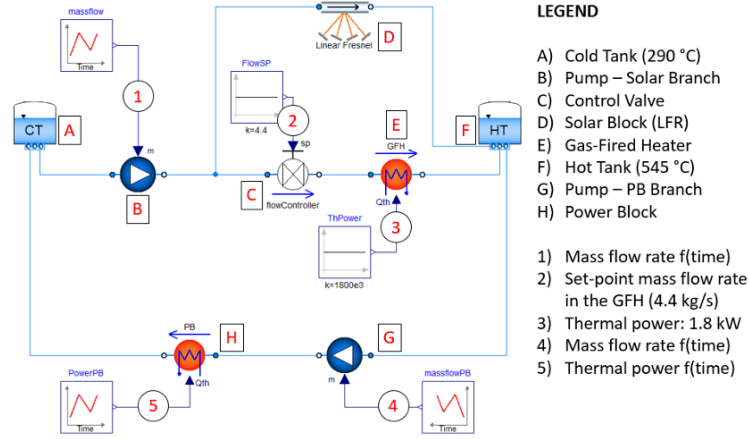 massflow
Time
1
m
CT
A
B
Linear Fresnel
D
FlowSP
k=4.4
2
sp
C
flowController
E
GFH
Qth
3
ThPower
k=1800e3
F
HT
PB
H
Qth
PowerPB
Time
5
G
m
4
massflowPB
Time
LEGEND
A) Cold Tank (290 °C)
B) Pump – Solar Branch
C) Control Valve
D) Solar Block (LFR)
E) Gas-Fired Heater
F) Hot Tank (545 °C)
G) Pump – PB Branch
H) Power Block
1) Mass flow rate f(time)
2) Set-point mass flow rate
in the GFH (4.4 kg/s)
3) Thermal power: 1.8 kW
4) Mass flow rate f(time)
5) Thermal power f(time)